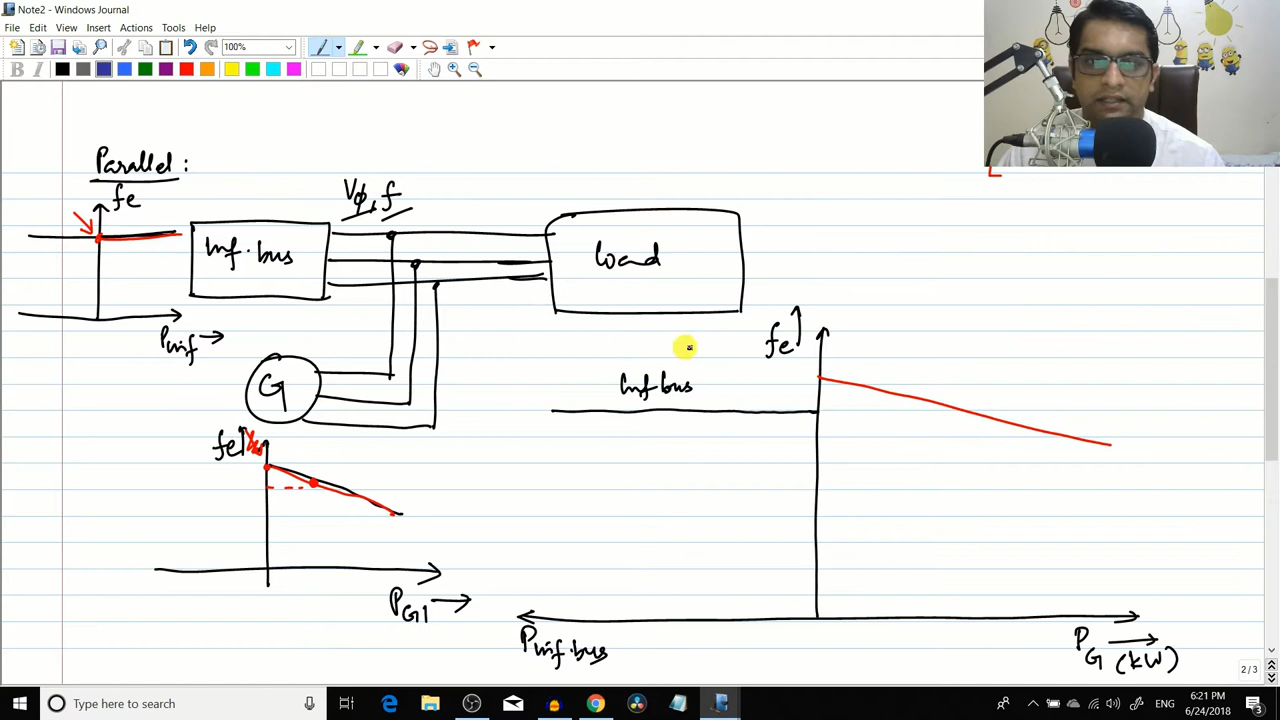 Note2 - Windows Journal
File Edit View Insert Actions Tools Help
100%
B I
Parallel :
fe
Vφ, f
Inf. bus
Load
Pinf →
G
fe
Inf bus
fe
PG1 →
Pinf. bus
PG (kW)
2/3
Type here to search
ENG
6:21 PM
6/24/2018
3